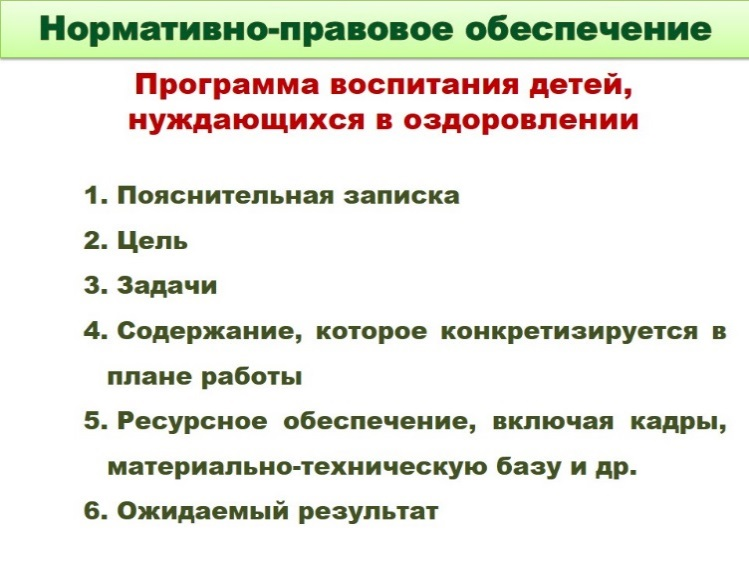 Нормативно-правовое обеспечение
Программа воспитания детей,
нуждающихся в оздоровлении
1. Пояснительная записка
2. Цель
3. Задачи
4. Содержание, которое конкретизируется в
плане работы
5. Ресурсное обеспечение, включая кадры,
материально-техническую базу и др.
6. Ожидаемый результат